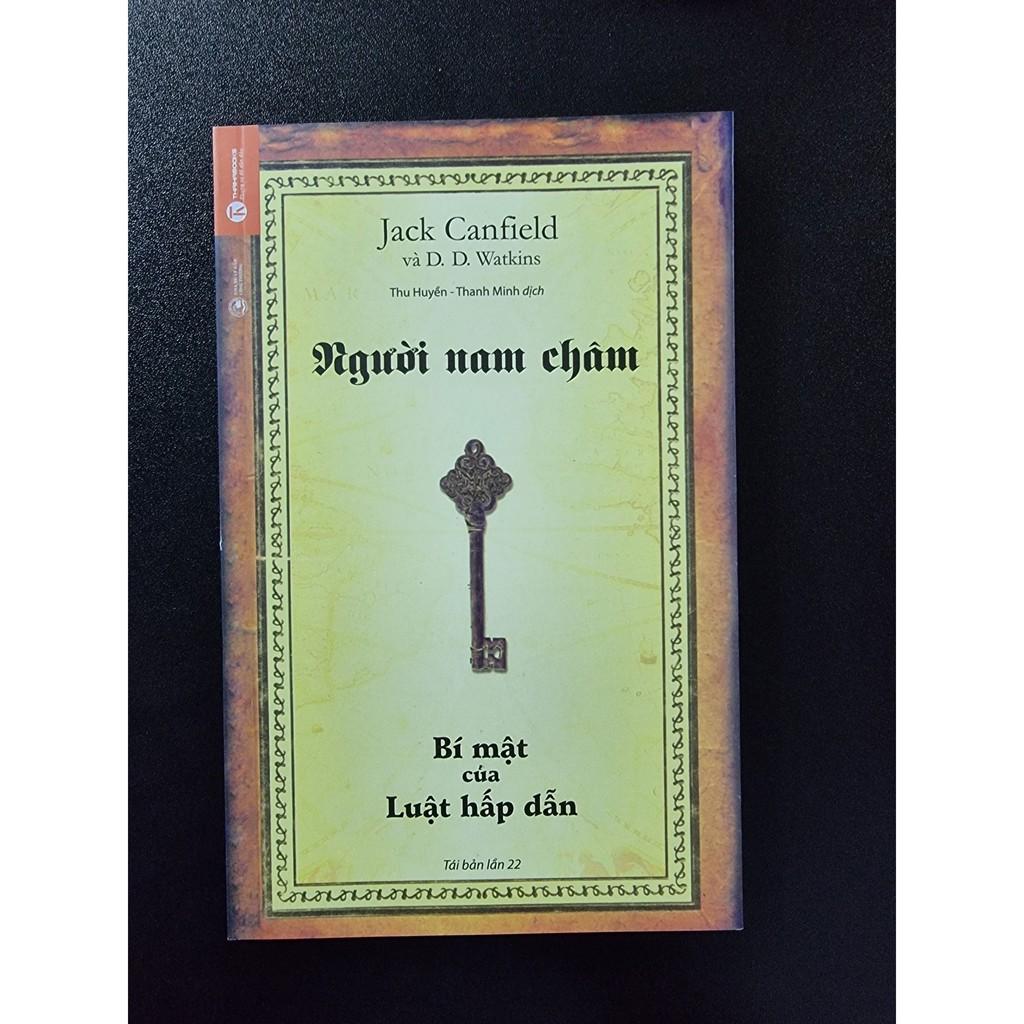 THAIHABOOKS
Jack Canfield
và D. D. Watkins
Thu Huyền - Thanh Minh dịch
Người nam châm
Bí mật
của
Luật hấp dẫn
Tái bản lần 22